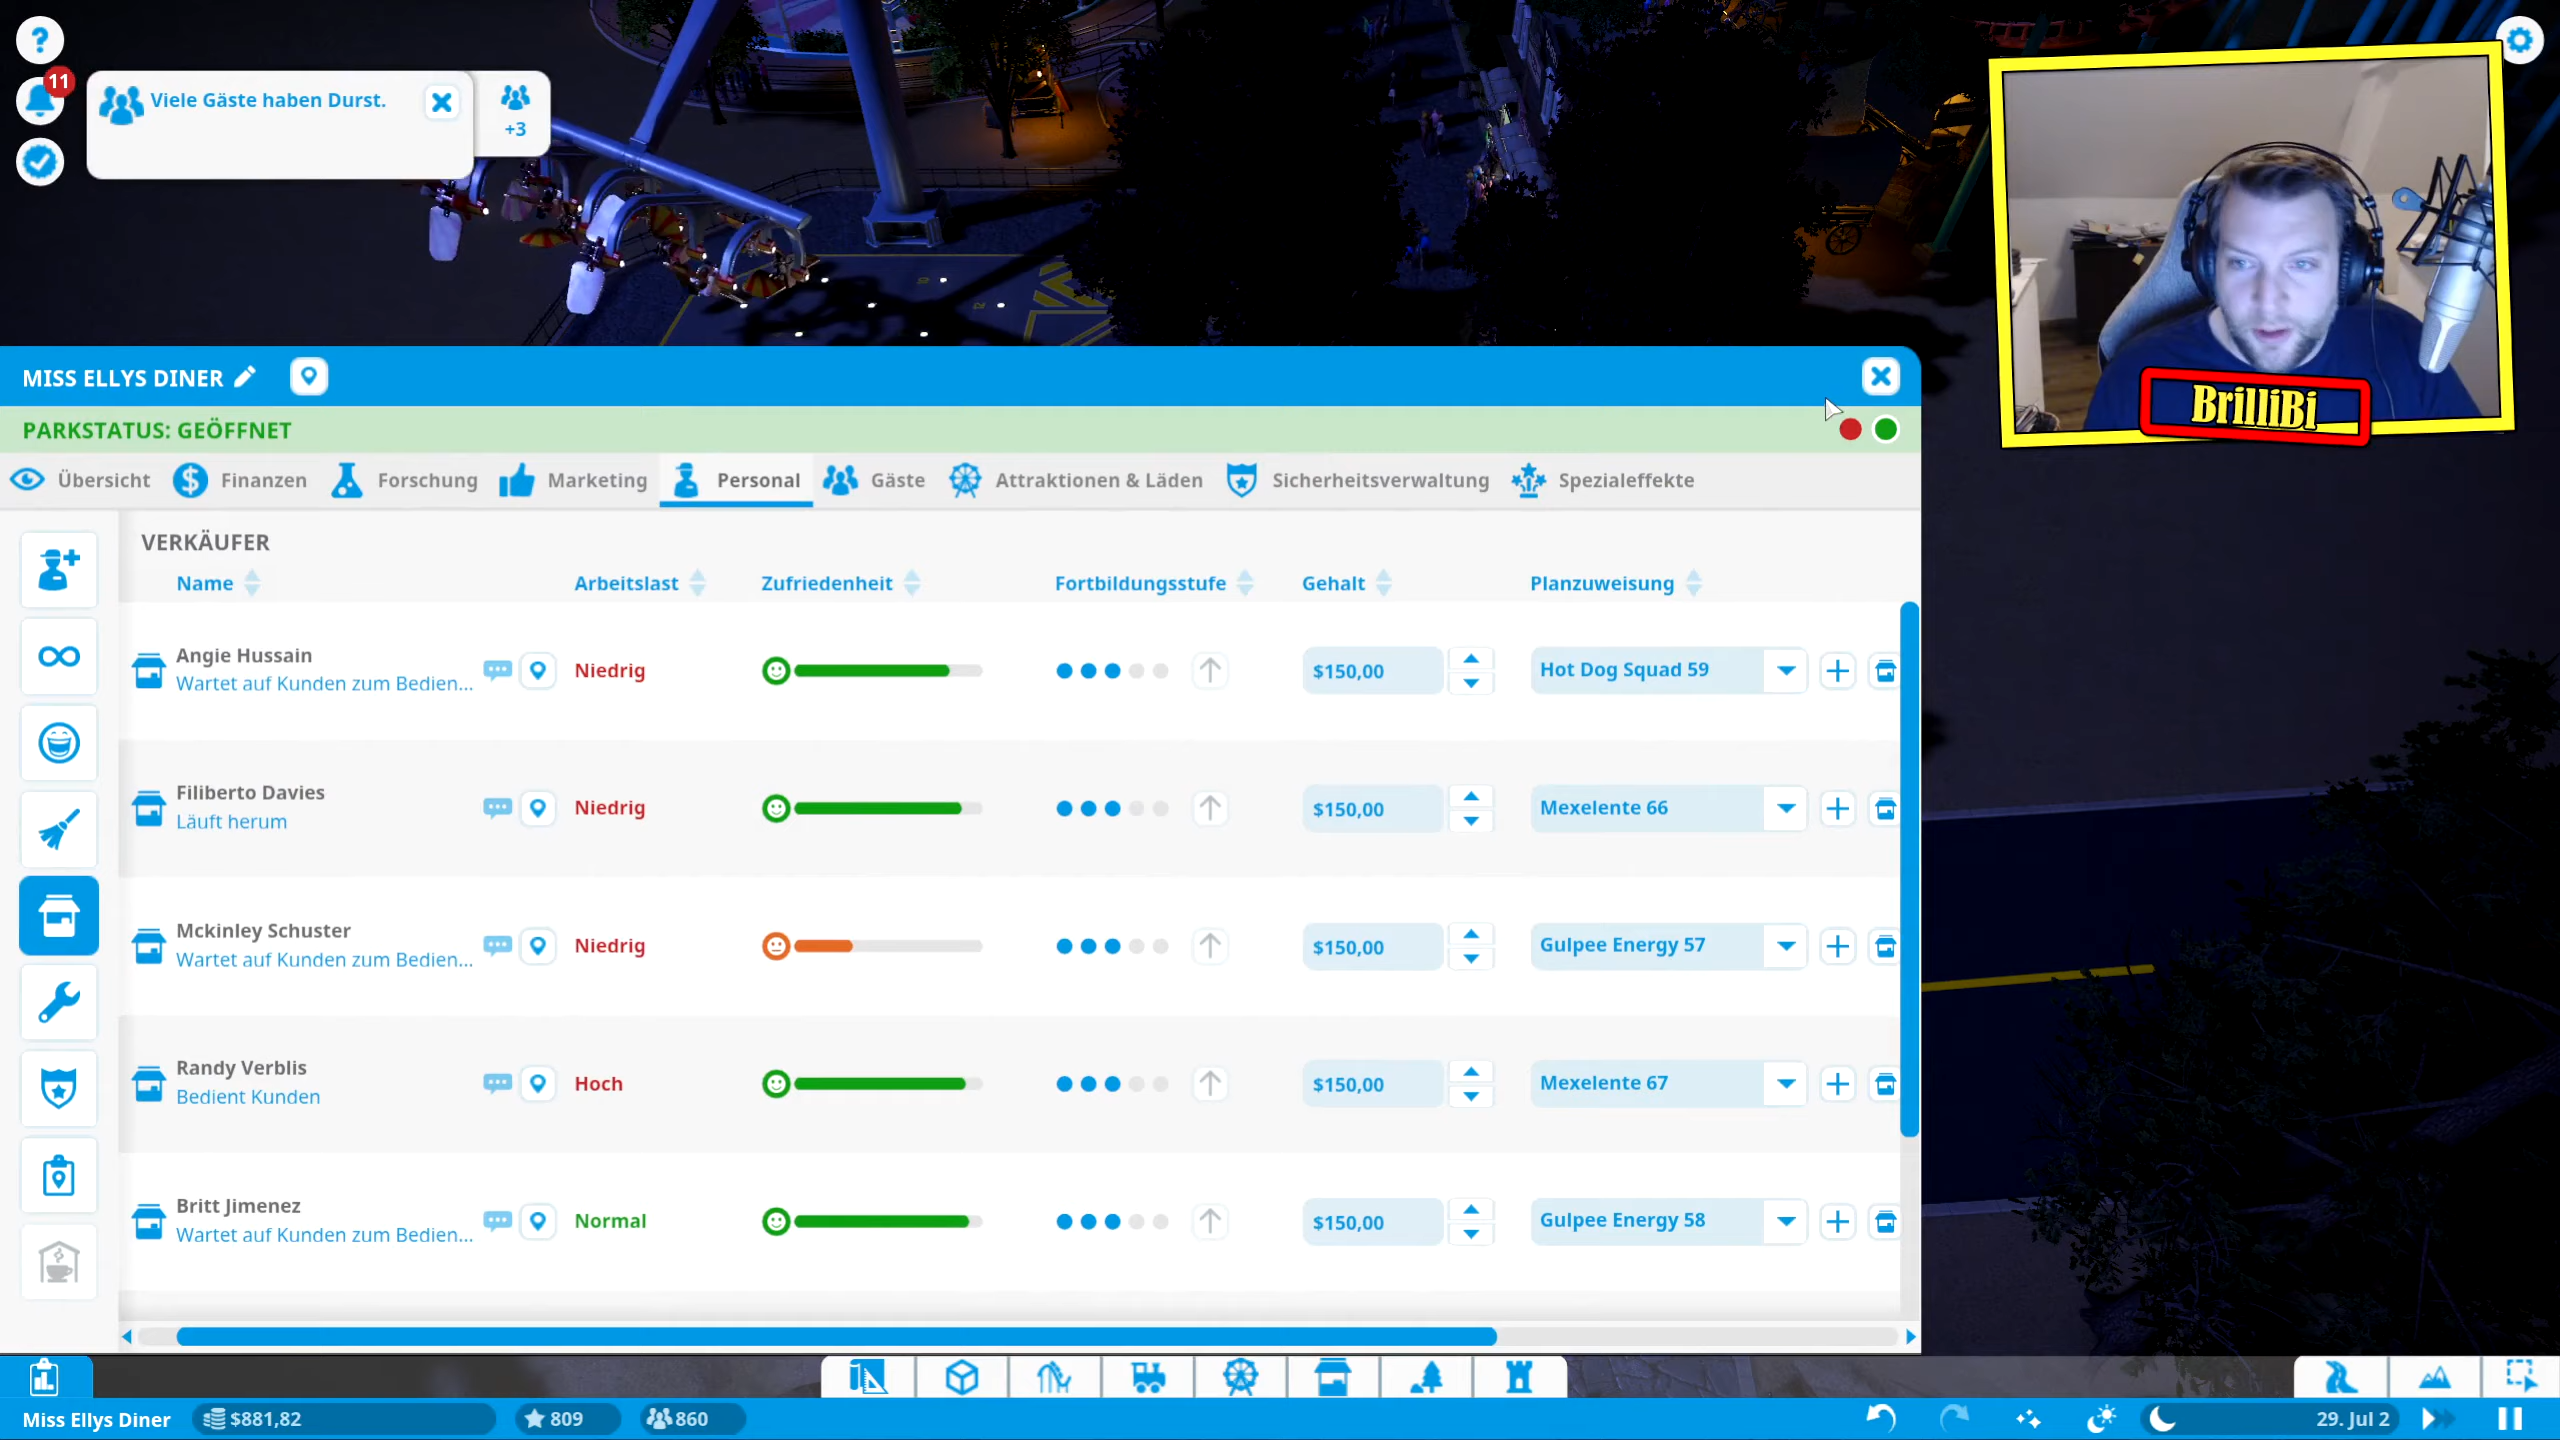 ?
11
Viele Gäste haben Durst.
+3
BrilliBi
MISS ELLYS DINER
PARKSTATUS: GEÖFFNET
Übersicht
Finanzen
Forschung
Marketing
Personal
Gäste
Attraktionen & Läden
Sicherheitsverwaltung
Spezialeffekte
VERKÄUFER
Name
Arbeitslast
Zufriedenheit
Fortbildungsstufe
Gehalt
Planzuweisung
Angie Hussain
Wartet auf Kunden zum Bedien...
Niedrig
$150,00
Hot Dog Squad 59
Filiberto Davies
Läuft herum
Niedrig
$150,00
Mexelente 66
Mckinley Schuster
Wartet auf Kunden zum Bedien...
Niedrig
$150,00
Gulpee Energy 57
Randy Verblis
Bedient Kunden
Hoch
$150,00
Mexelente 67
Britt Jimenez
Wartet auf Kunden zum Bedien...
Normal
$150,00
Gulpee Energy 58
Miss Ellys Diner
$881,82
809
860
29. Jul 2